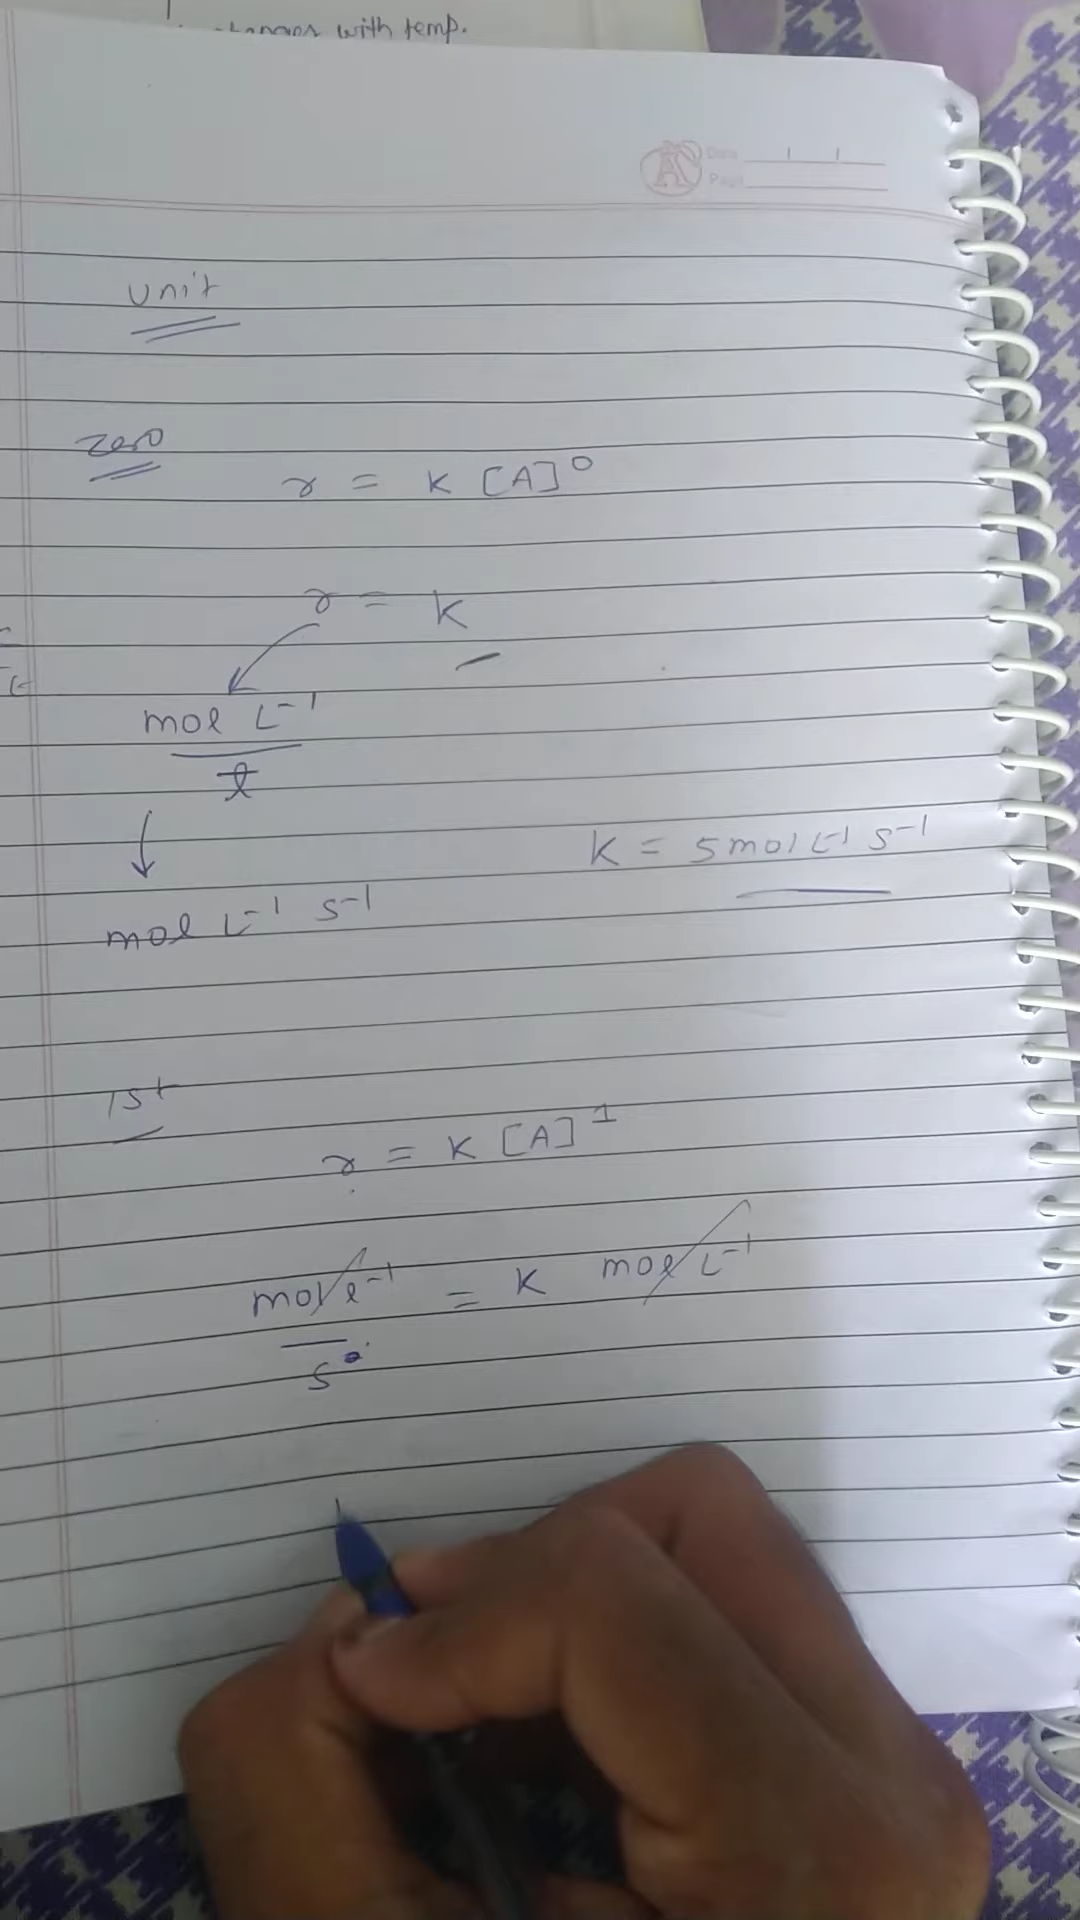 with temp.
Date
Page
Unit
Zero
r = K [A]⁰
r = K
mol L⁻¹
t
mol L⁻¹ s⁻¹
K = 5 mol L⁻¹ s⁻¹
1st
r = K [A]¹
mol l⁻¹ = K mol L⁻¹
s